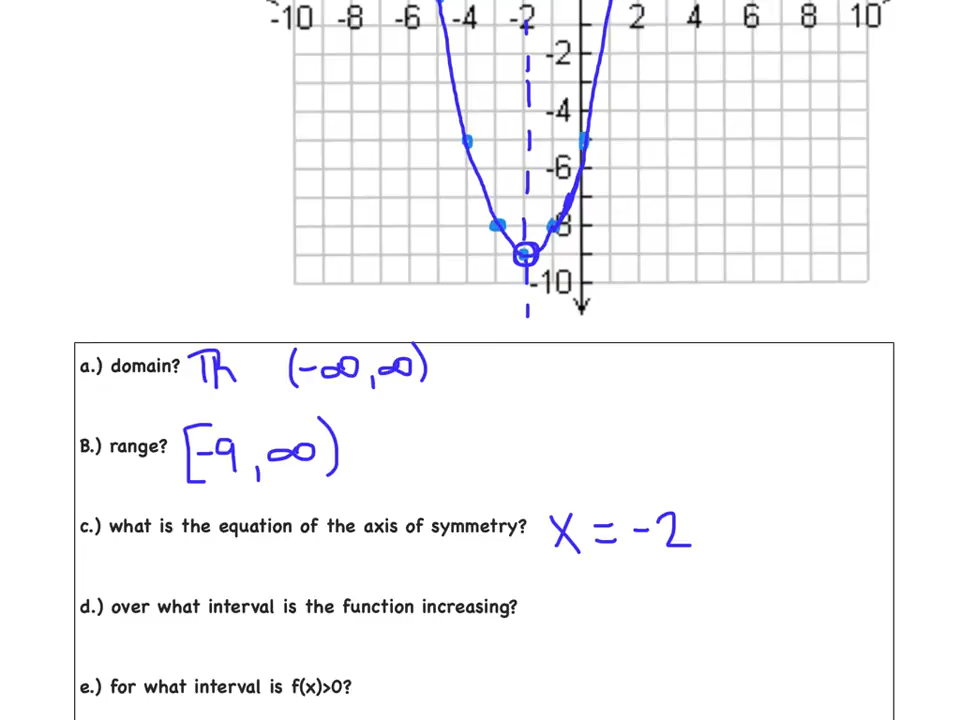 -10 -8 -6 -4 -2 2 4 6 8 10
-2
-4
-6
-8
-10
a.) domain? Th (-∞,∞)
B.) range? [-9,∞)
c.) what is the equation of the axis of symmetry? x = -2
d.) over what interval is the function increasing?
e.) for what interval is f(x)>0?